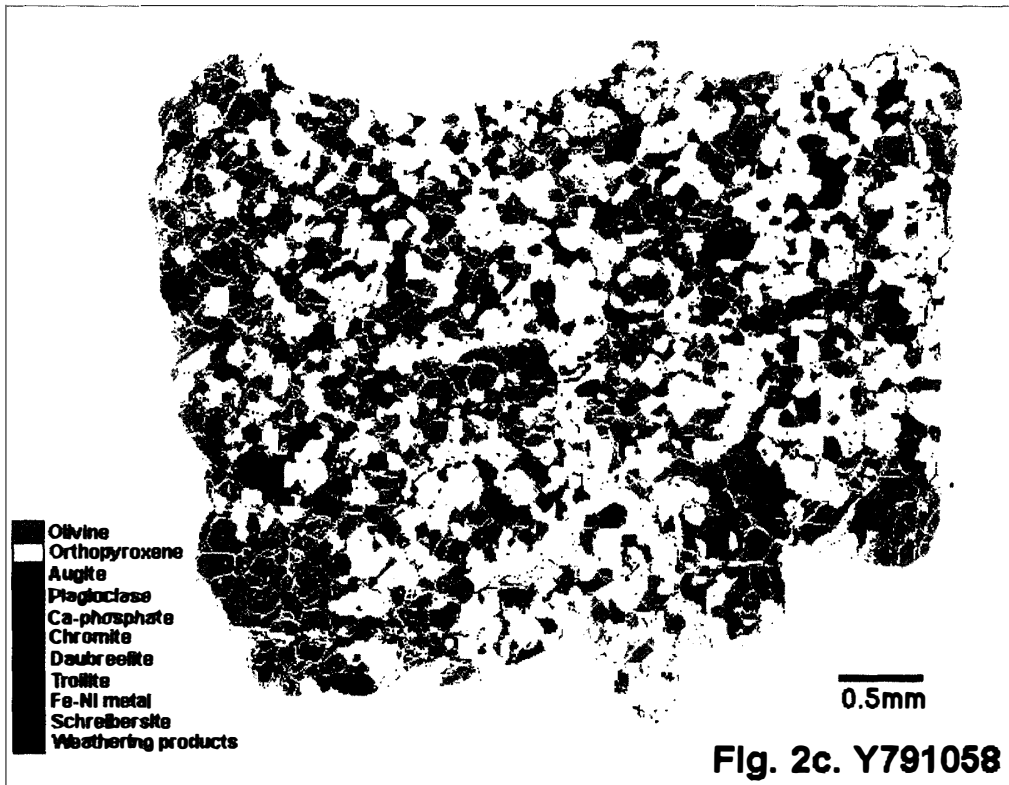 Olivine
Orthopyroxene
Augite
Plagioclase
Ca-phosphate
Chromite
Daubreelite
Troilite
Fe-Ni metal
Schreibersite
Weathering products
0.5mm
Fig. 2c. Y791058